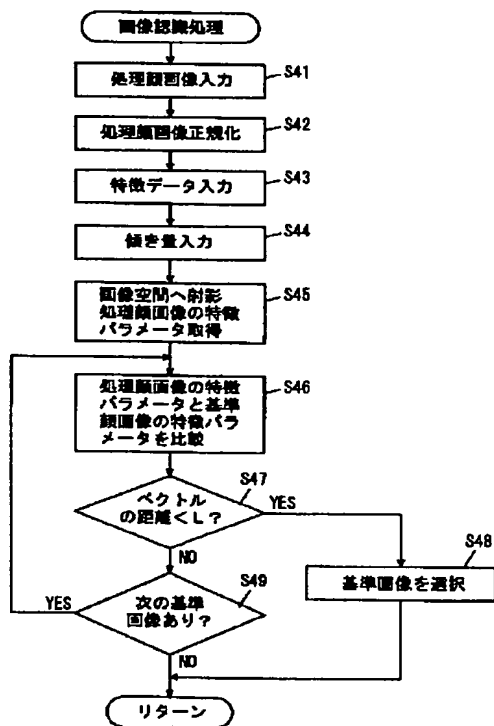 画像認識処理
処理顔画像入力
S41
処理顔画像正規化
S42
特徴データ入力
S43
傾き量入力
S44
画像空間へ射影
処理顔画像の特徴
パラメータ取得
S45
処理顔画像の特徴
パラメータと基準
顔画像の特徴パラ
メータを比較
S46
ベクトル
の距離<L?
S47
YES
NO
基準画像を選択
S48
次の基準
画像あり?
S49
YES
NO
リターン